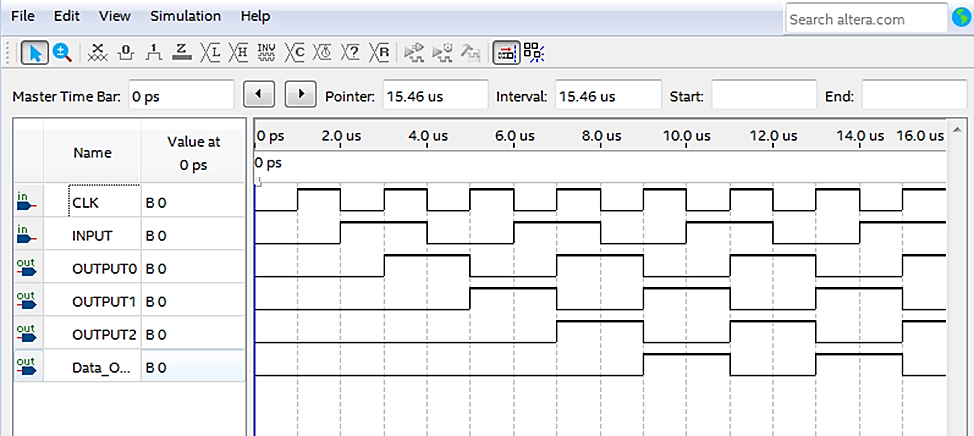 File Edit View Simulation Help
Search altera.com
X 0 1 Z L H INV C ? R
Master Time Bar: 0 ps Pointer: 15.46 us Interval: 15.46 us Start: End:
Name Value at 0 ps
0 ps 2.0 us 4.0 us 6.0 us 8.0 us 10.0 us 12.0 us 14.0 us 16.0 us
0 ps
in CLK B 0
in INPUT B 0
out OUTPUT0 B 0
out OUTPUT1 B 0
out OUTPUT2 B 0
out Data_O... B 0